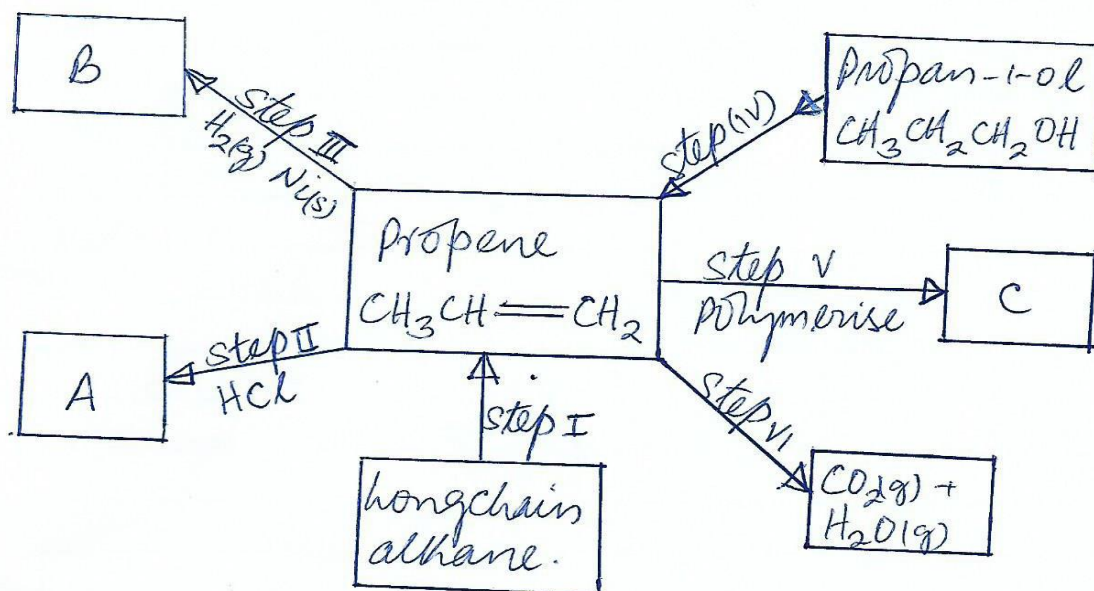 B
step III
H₂(g) Ni(s)
Propan-1-ol
CH₃CH₂CH₂OH
step(iv)
Propene
CH₃CH=CH₂
step V
Polymerise
C
step II
HCl
A
step I
step VI
Longchain
alkane.
CO₂(g) +
H₂O(g)